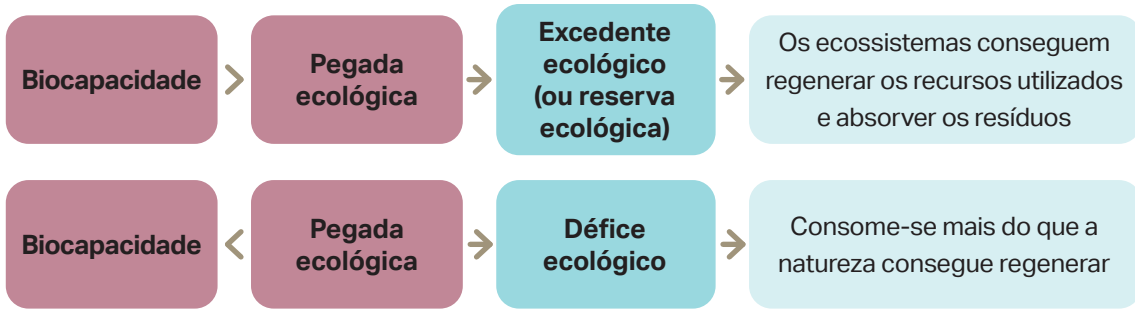 Biocapacidade
>
Pegada
ecológica
→
Excedente
ecológico
(ou reserva
ecológica)
→
Os ecossistemas conseguem
regenerar os recursos utilizados
e absorver os resíduos
Biocapacidade
<
Pegada
ecológica
→
Défice
ecológico
→
Consome-se mais do que a
natureza consegue regenerar